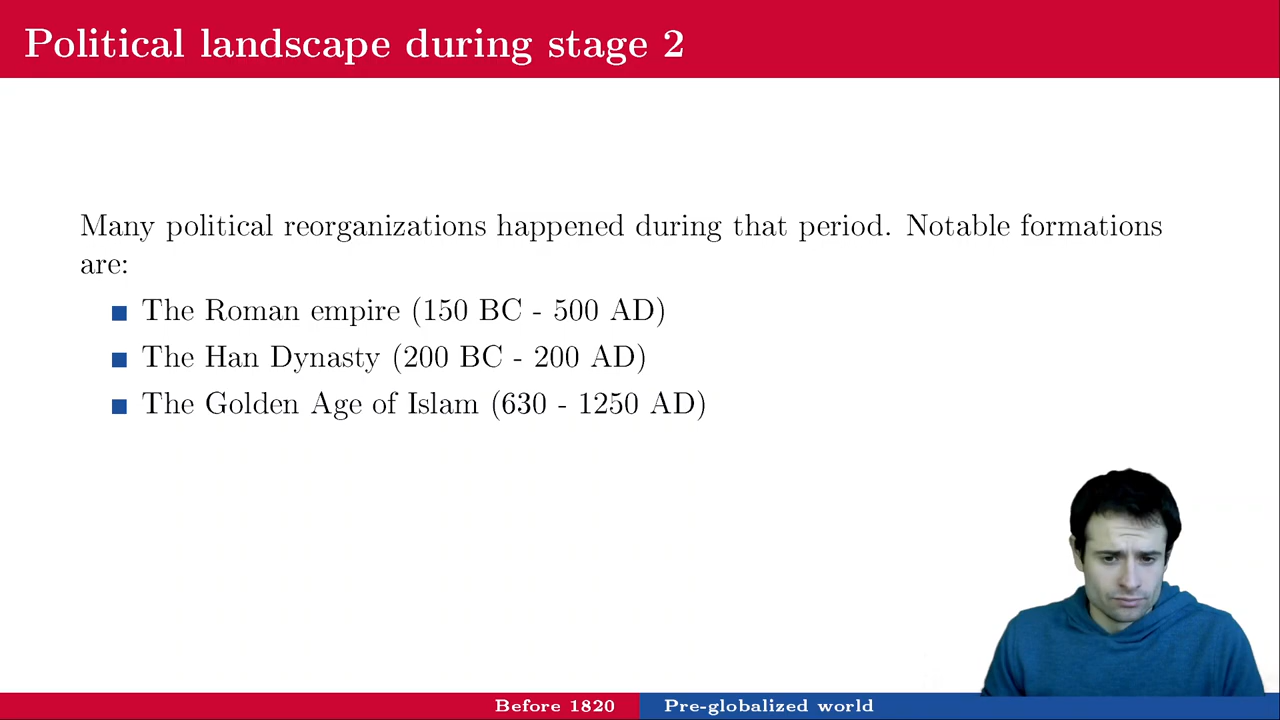 Political landscape during stage 2
Many political reorganizations happened during that period. Notable formations
are:
The Roman empire (150 BC - 500 AD)
The Han Dynasty (200 BC - 200 AD)
The Golden Age of Islam (630 - 1250 AD)
Before 1820 Pre-globalized world